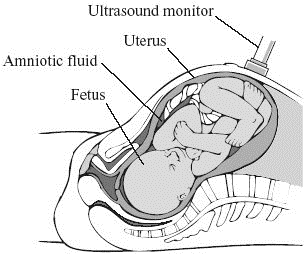 Ultrasound monitor
Uterus
Amniotic fluid
Fetus